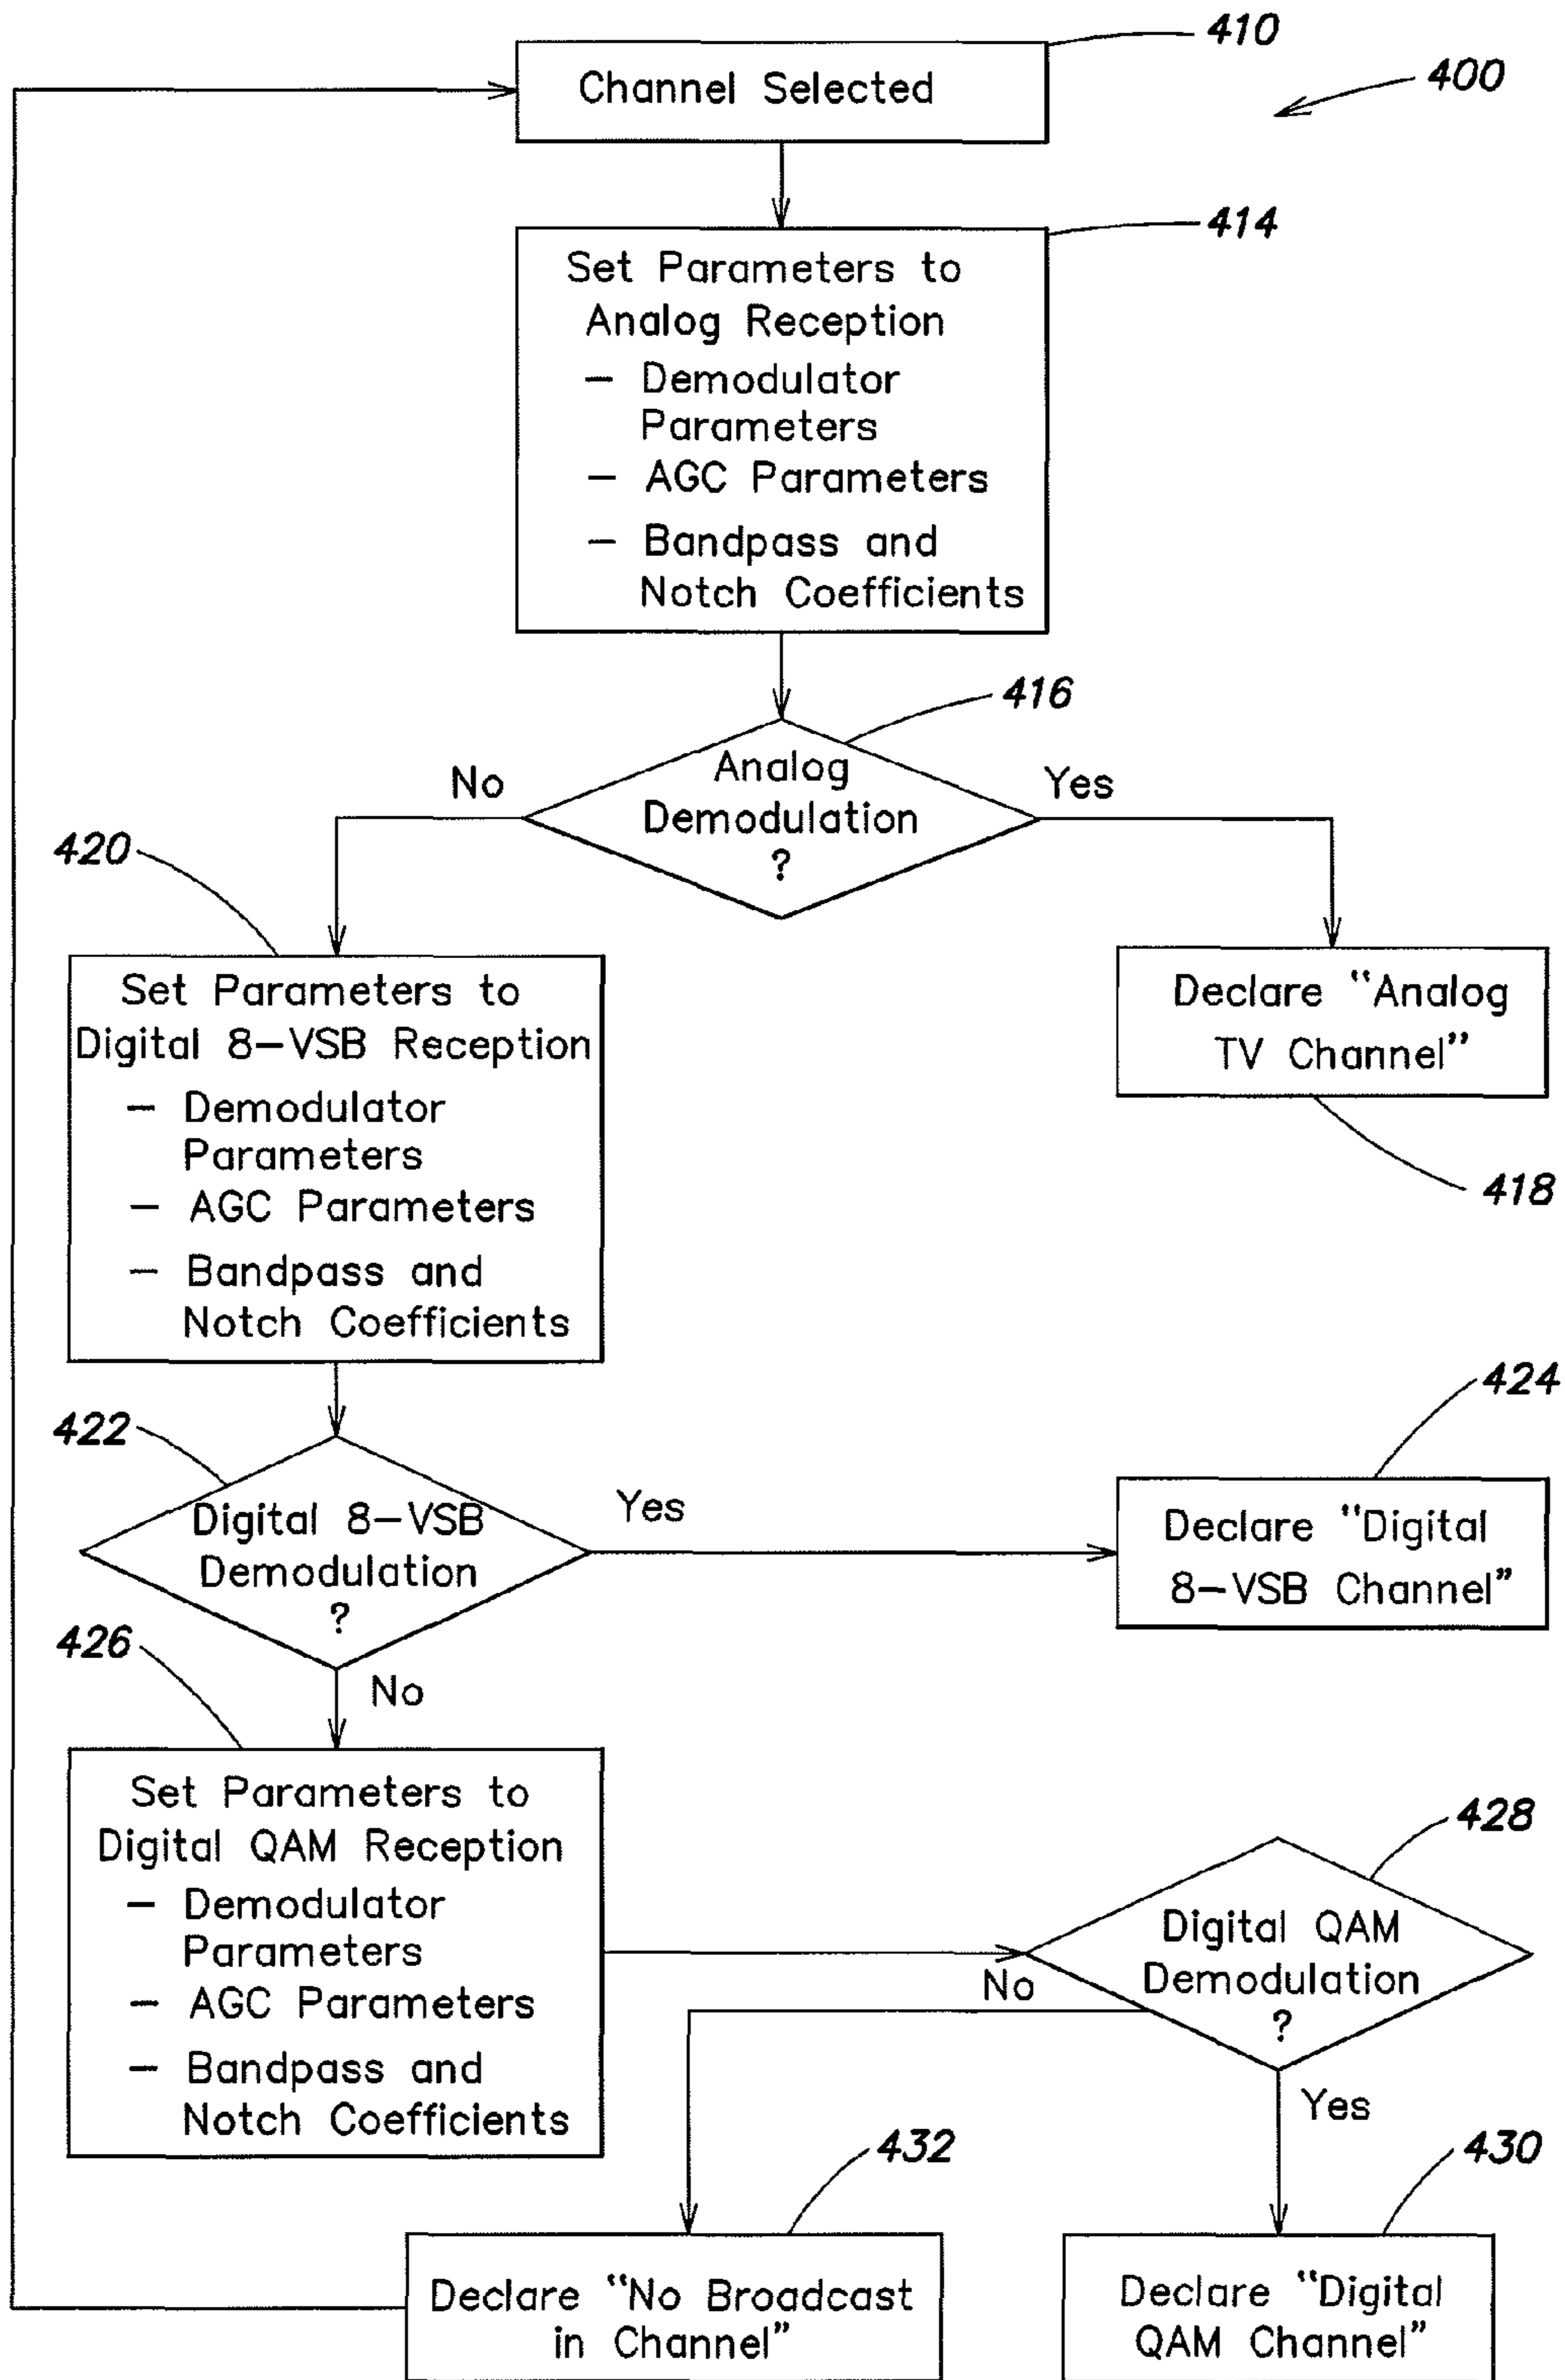 410
Channel Selected
400
414
Set Parameters to
Analog Reception
– Demodulator
Parameters
– AGC Parameters
– Bandpass and
Notch Coefficients
416
Analog
Demodulation
?
No
Yes
420
Set Parameters to
Digital 8–VSB Reception
– Demodulator
Parameters
– AGC Parameters
– Bandpass and
Notch Coefficients
Declare “Analog
TV Channel”
418
422
Digital 8–VSB
Demodulation
?
Yes
No
424
Declare “Digital
8–VSB Channel”
426
Set Parameters to
Digital QAM Reception
– Demodulator
Parameters
– AGC Parameters
– Bandpass and
Notch Coefficients
428
Digital QAM
Demodulation
?
No
Yes
432
Declare “No Broadcast
in Channel”
430
Declare “Digital
QAM Channel”